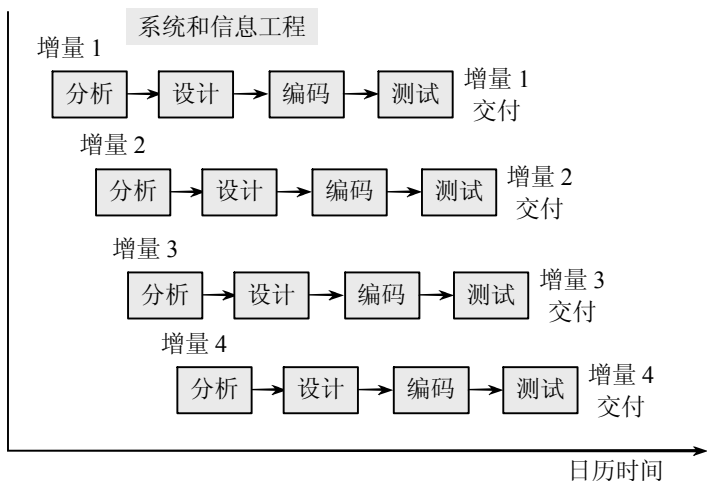 系统和信息工程
增量 1
分析 设计 编码 测试 增量 1
交付
增量 2
分析 设计 编码 测试 增量 2
交付
增量 3
分析 设计 编码 测试 增量 3
交付
增量 4
分析 设计 编码 测试 增量 4
交付
日历时间